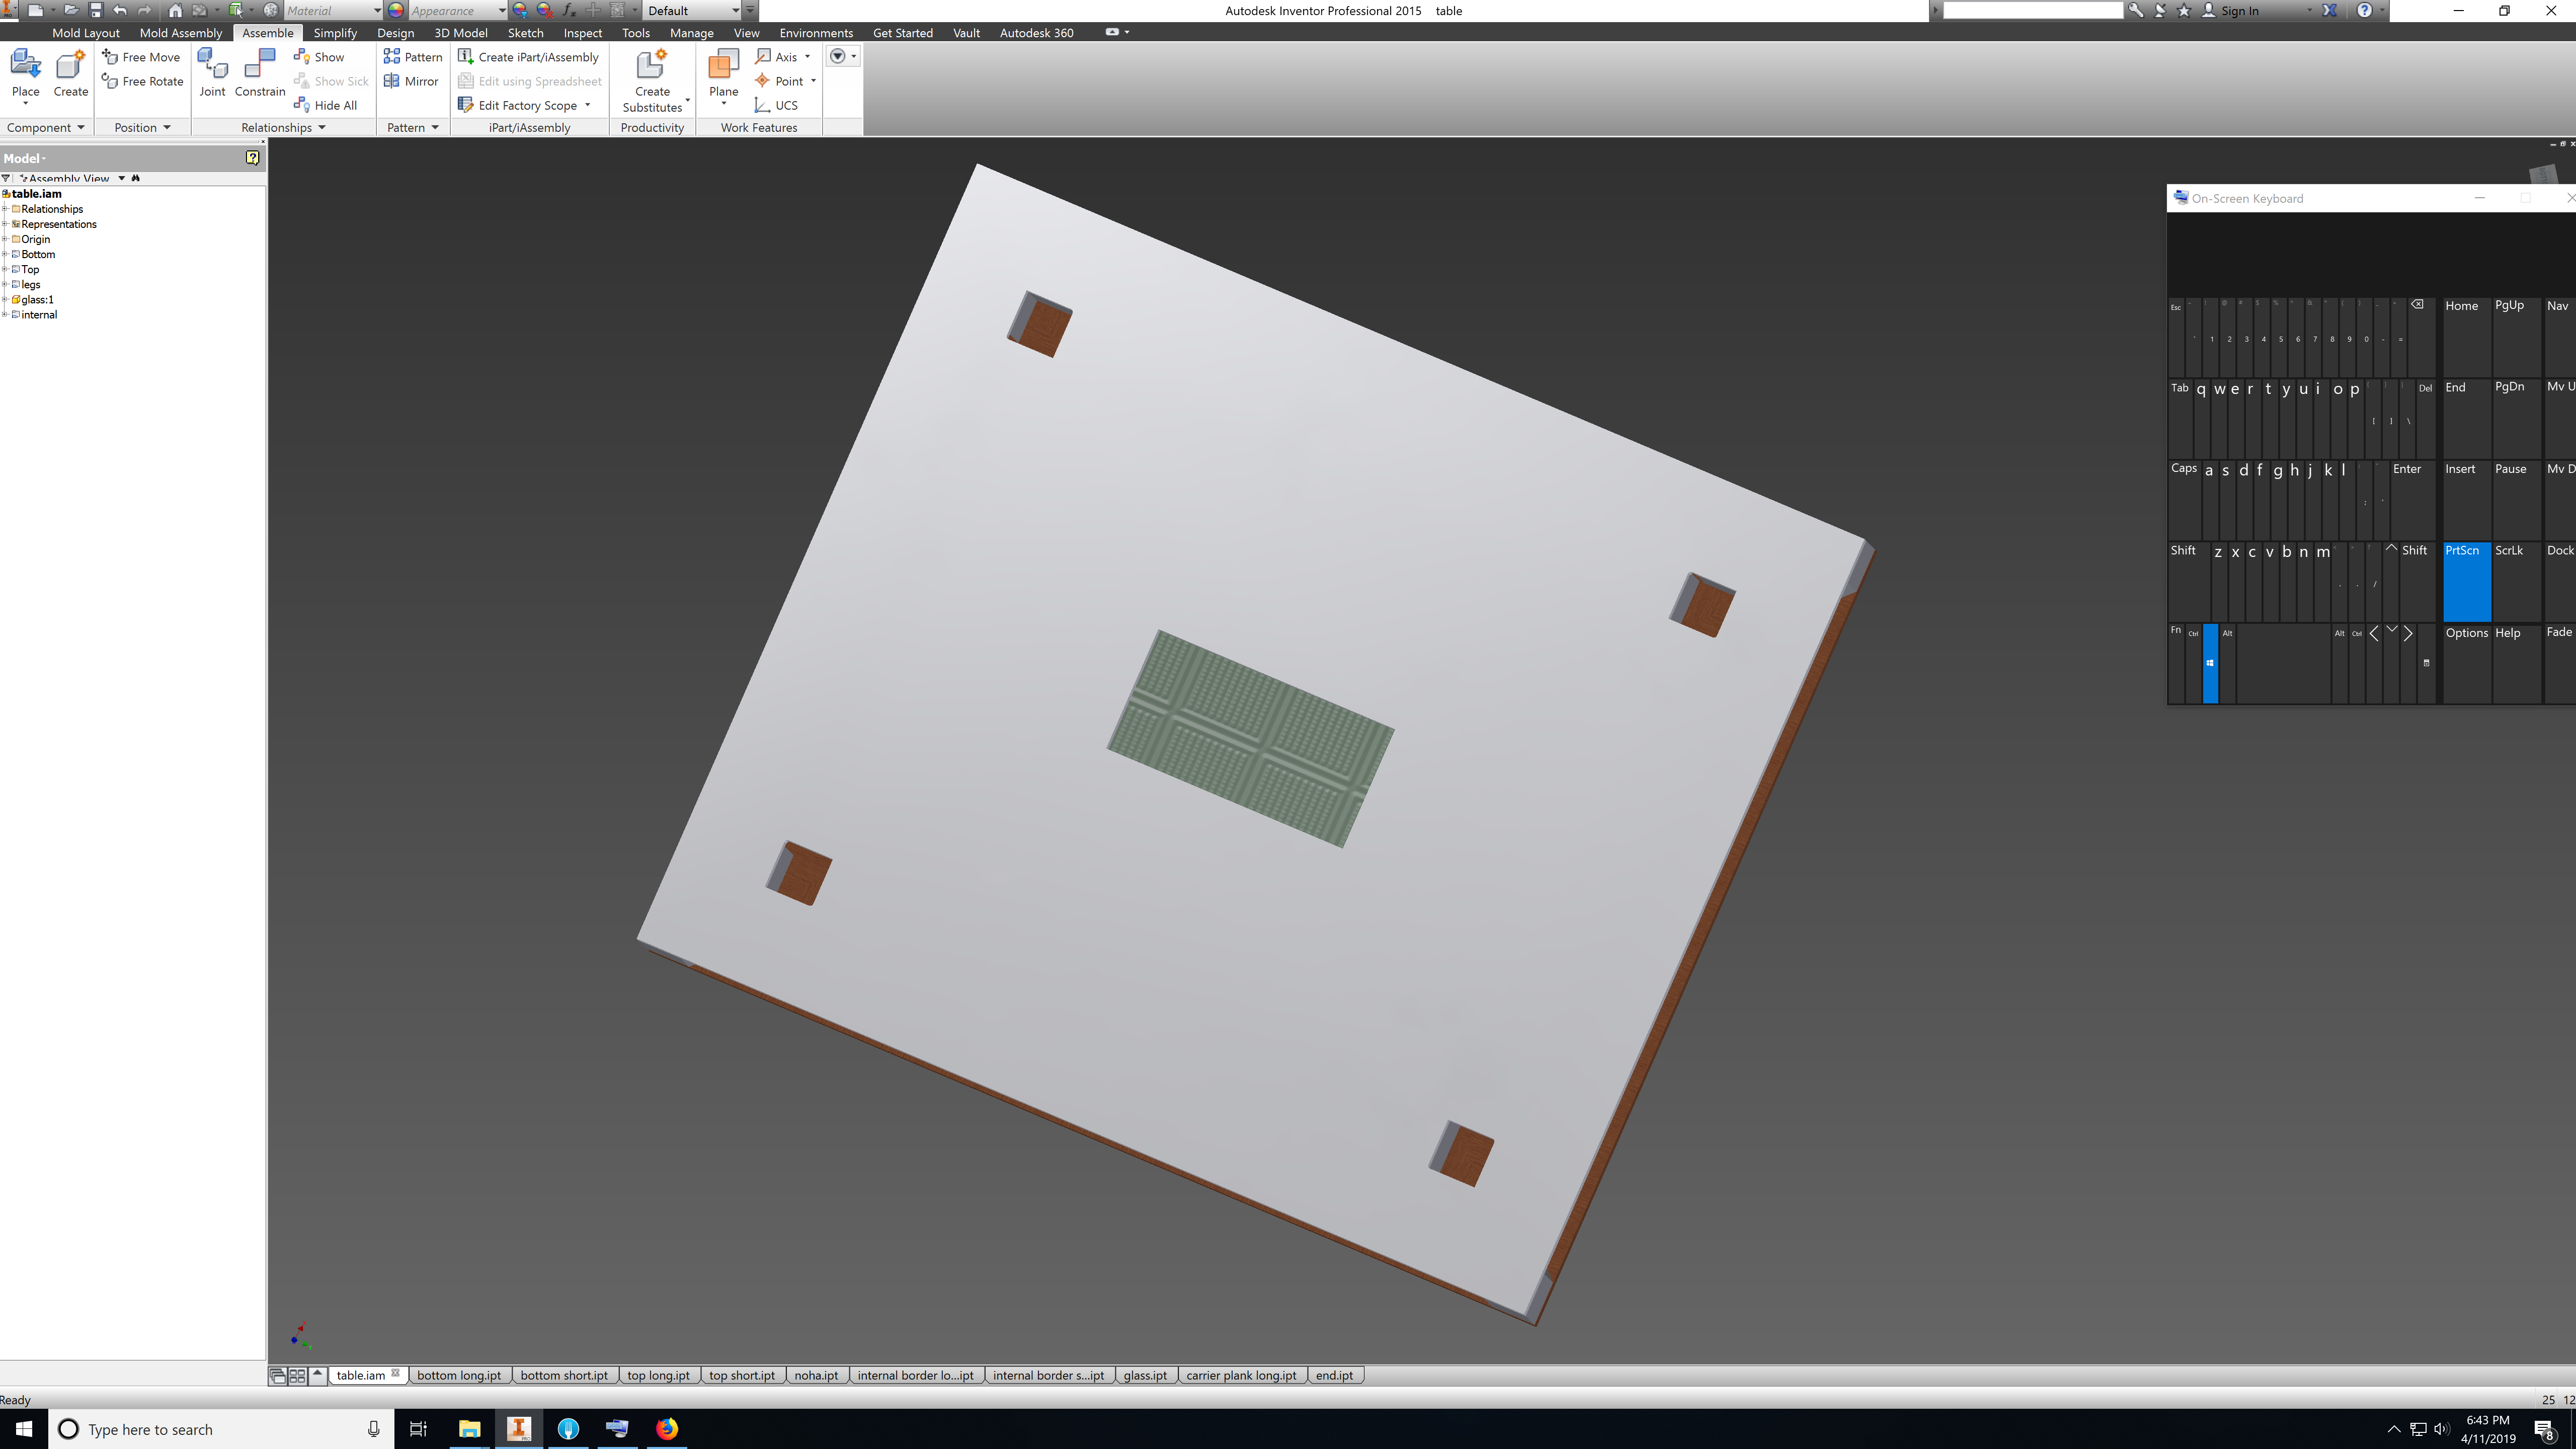 Material
Appearance
Default
Autodesk Inventor Professional 2015 table
Sign In
Mold Layout Mold Assembly Assemble Simplify Design 3D Model Sketch Inspect Tools Manage View Environments Get Started Vault Autodesk 360
Place
Create
Free Move
Free Rotate
Joint
Constrain
Show
Show Sick
Hide All
Pattern
Mirror
Create iPart/iAssembly
Edit using Spreadsheet
Edit Factory Scope
Create
Substitutes
Plane
Axis
Point
UCS
Component Position Relationships Pattern iPart/iAssembly Productivity Work Features
Model
Assembly View
table.iam
Relationships
Representations
Origin
Bottom
Top
legs
glass:1
internal
On-Screen Keyboard
Esc ` 1 2 3 4 5 6 7 8 9 0 - = Home PgUp Nav
Tab q w e r t y u i o p [ ] \ Del End PgDn Mv U
Caps a s d f g h j k l ; ' Enter Insert Pause Mv D
Shift z x c v b n m , . / Shift PrtScn ScrLk Dock
Fn Ctrl Alt Alt Ctrl Options Help Fade
table.iam bottom long.ipt bottom short.ipt top long.ipt top short.ipt noha.ipt internal border lo...ipt internal border s...ipt glass.ipt carrier plank long.ipt end.ipt
Ready
25 12
Type here to search
6:43 PM
4/11/2019
8